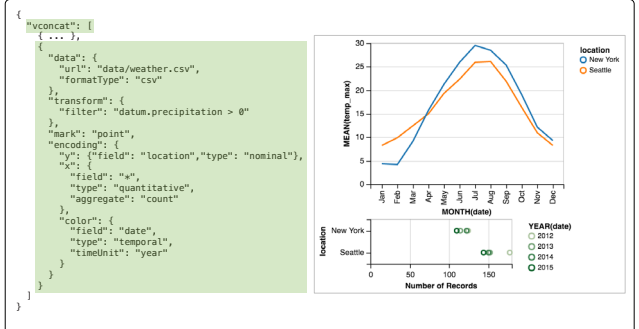 {
"vconcat": [
{ ... },
{
"data": {
"url": "data/weather.csv",
"formatType": "csv"
},
"transform": {
"filter": "datum.precipitation > 0"
},
"mark": "point",
"encoding": {
"y": {"field": "location","type": "nominal"},
"x": {
"field": "*",
"type": "quantitative",
"aggregate": "count"
},
"color": {
"field": "date",
"type": "temporal",
"timeUnit": "year"
}
}
}
]
}
30
25
20
15
10
5
0
MEAN(temp_max)
Jan
Feb
Mar
Apr
May
Jun
Jul
Aug
Sep
Oct
Nov
Dec
MONTH(date)
location
New York
Seattle
location
New York
Seattle
0 50 100 150
Number of Records
YEAR(date)
2012
2013
2014
2015